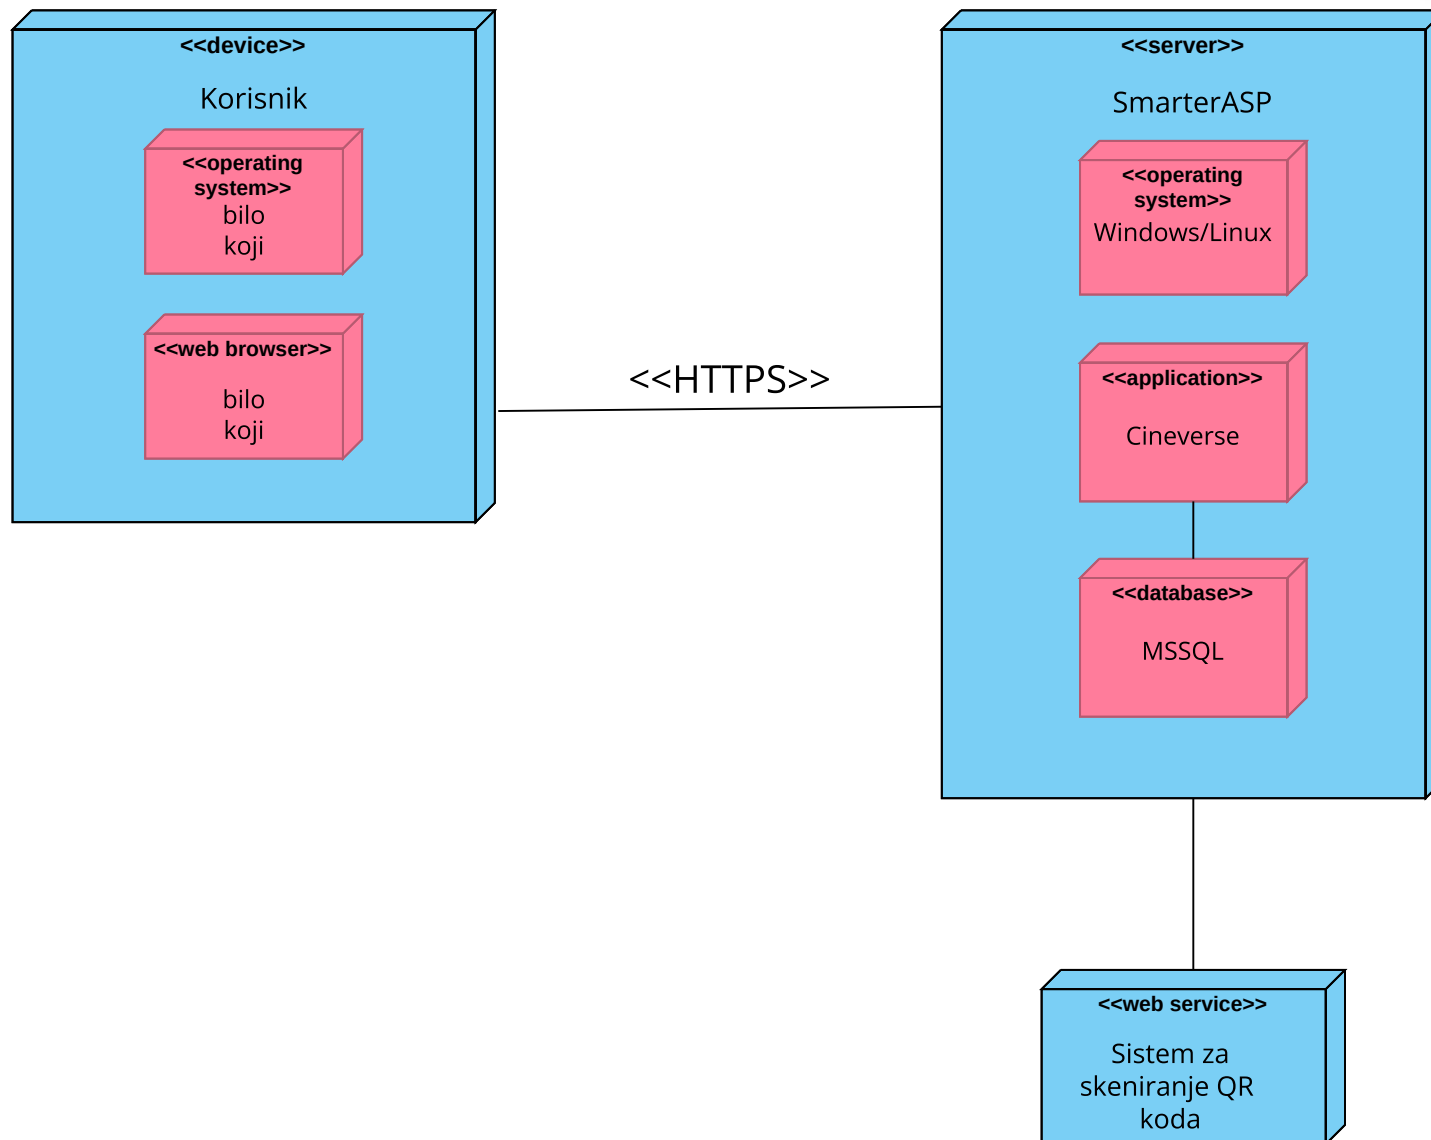 <<device>>
Korisnik
<<operating
system>>
bilo
koji
<<web browser>>
bilo
koji
<<HTTPS>>
<<server>>
SmarterASP
<<operating
system>>
Windows/Linux
<<application>>
Cineverse
<<database>>
MSSQL
<<web service>>
Sistem za
skeniranje QR
koda